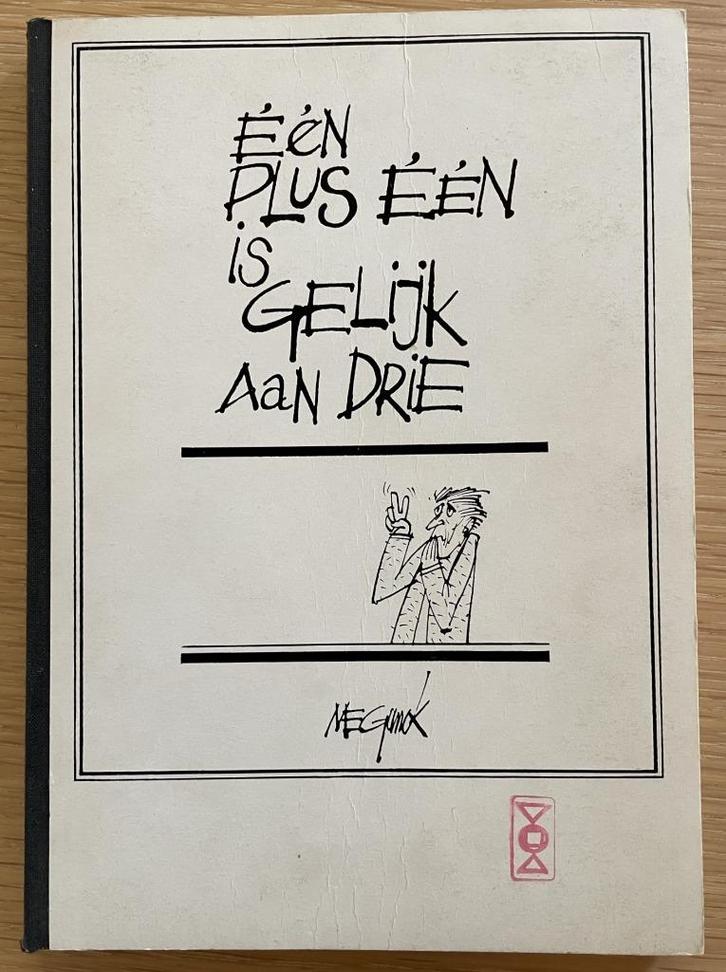 ÉéN
PLUS ÉÉN
is
GELijk
AaN DRiE